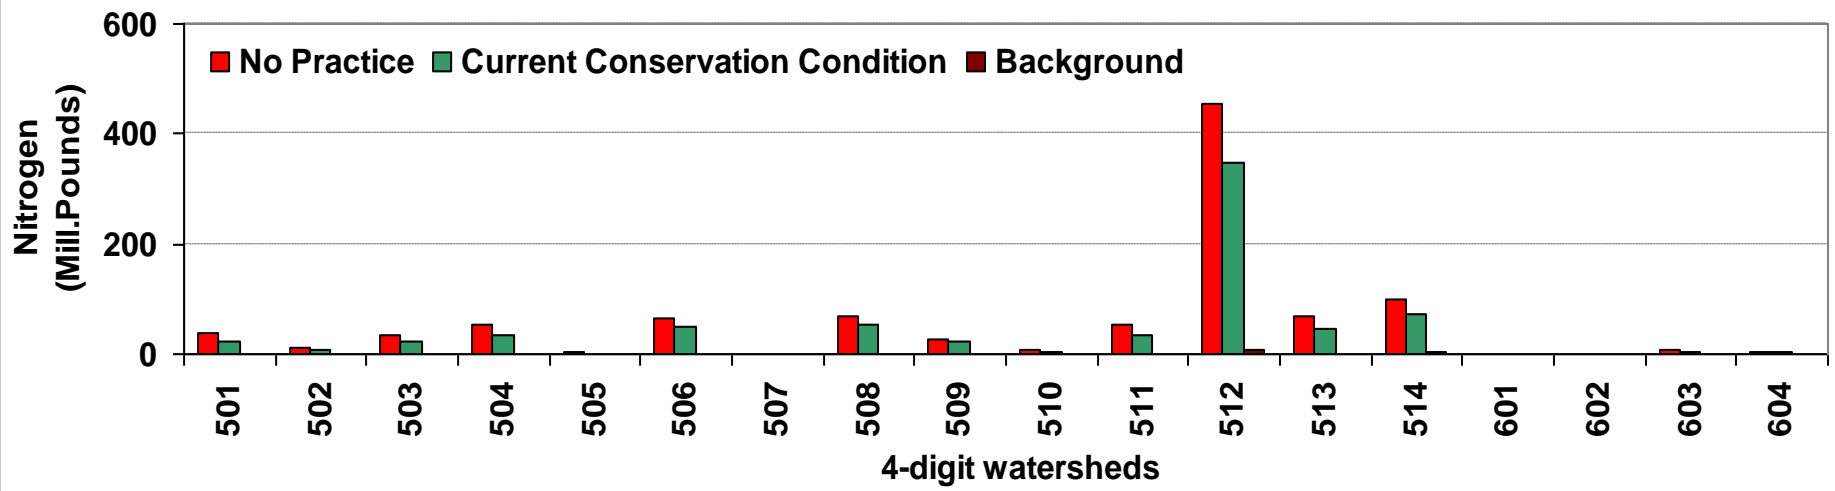 600
400
200
0
Nitrogen
(Mill.Pounds)
No Practice Current Conservation Condition Background
501 502 503 504 505 506 507 508 509 510 511 512 513 514 601 602 603 604
4-digit watersheds